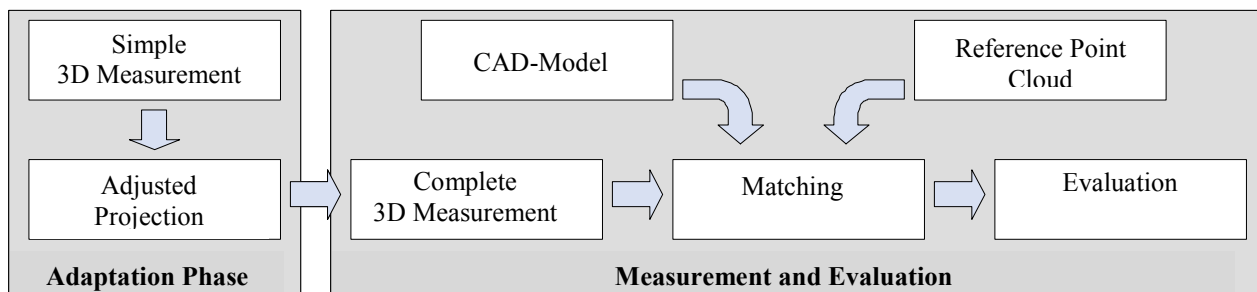 Simple
3D Measurement
Adjusted
Projection
Adaptation Phase
CAD-Model
Reference Point
Cloud
Complete
3D Measurement
Matching
Evaluation
Measurement and Evaluation